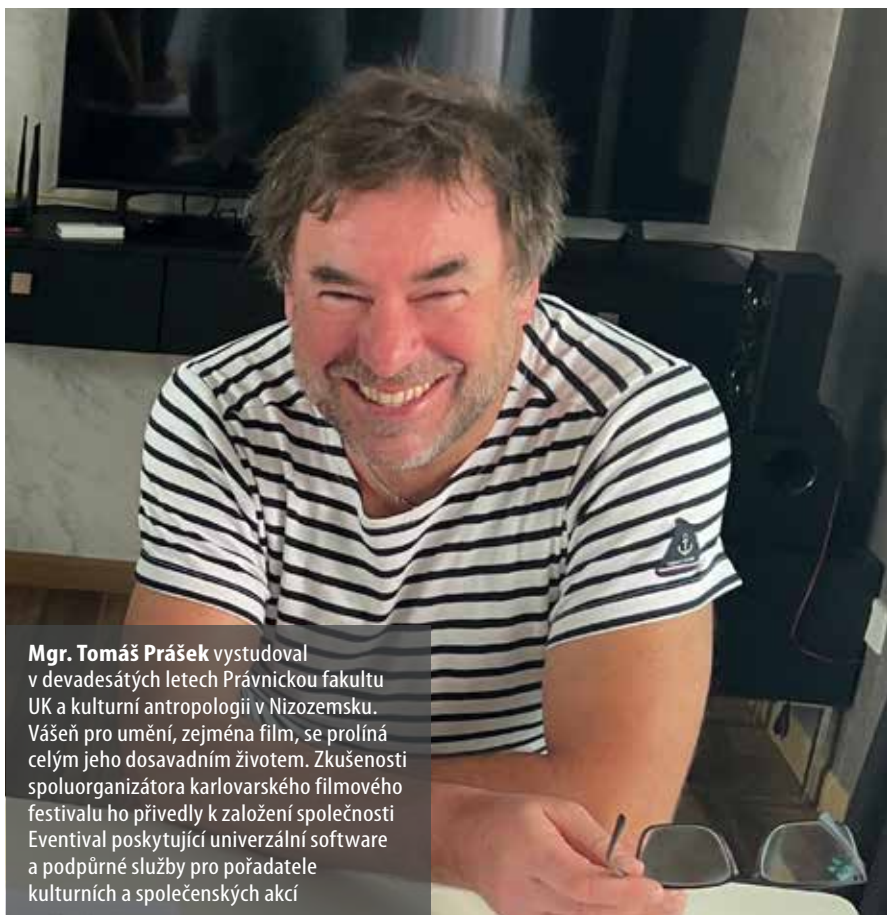 Mgr. Tomáš Prášek vystudoval
v devadesátých letech Právnickou fakultu
UK a kulturní antropologii v Nizozemsku.
Vášeň pro umění, zejména film, se prolíná
celým jeho dosavadním životem. Zkušenosti
spoluorganizátora karlovarského filmového
festivalu ho přivedly k založení společnosti
Eventival poskytující univerzální software
a podpůrné služby pro pořadatele
kulturních a společenských akcí